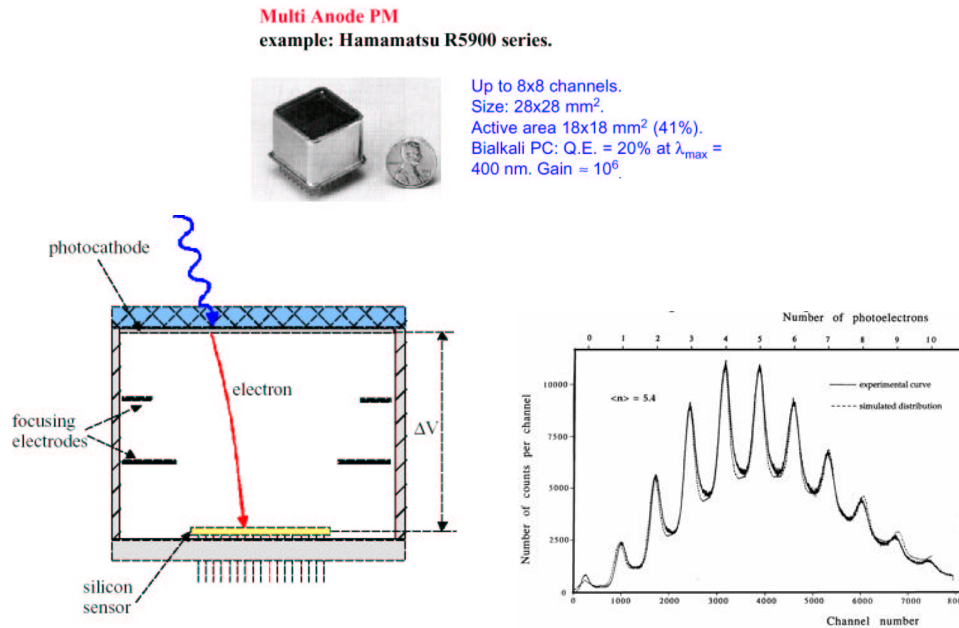 Multi Anode PM
example: Hamamatsu R5900 series.
Up to 8x8 channels.
Size: 28x28 mm².
Active area 18x18 mm² (41%).
Bialkali PC: Q.E. = 20% at λmax =
400 nm. Gain ≈ 10⁶.
photocathode
electron
focusing
electrodes
ΔV
silicon
sensor
Number of photoelectrons
0 1 2 3 4 5 6 7 8 9 10
Number of counts per channel
10000
7500
5000
2500
0
<n> = 5.4
experimental curve
simulated distribution
0 1000 2000 3000 4000 5000 6000 7000 8000
Channel number